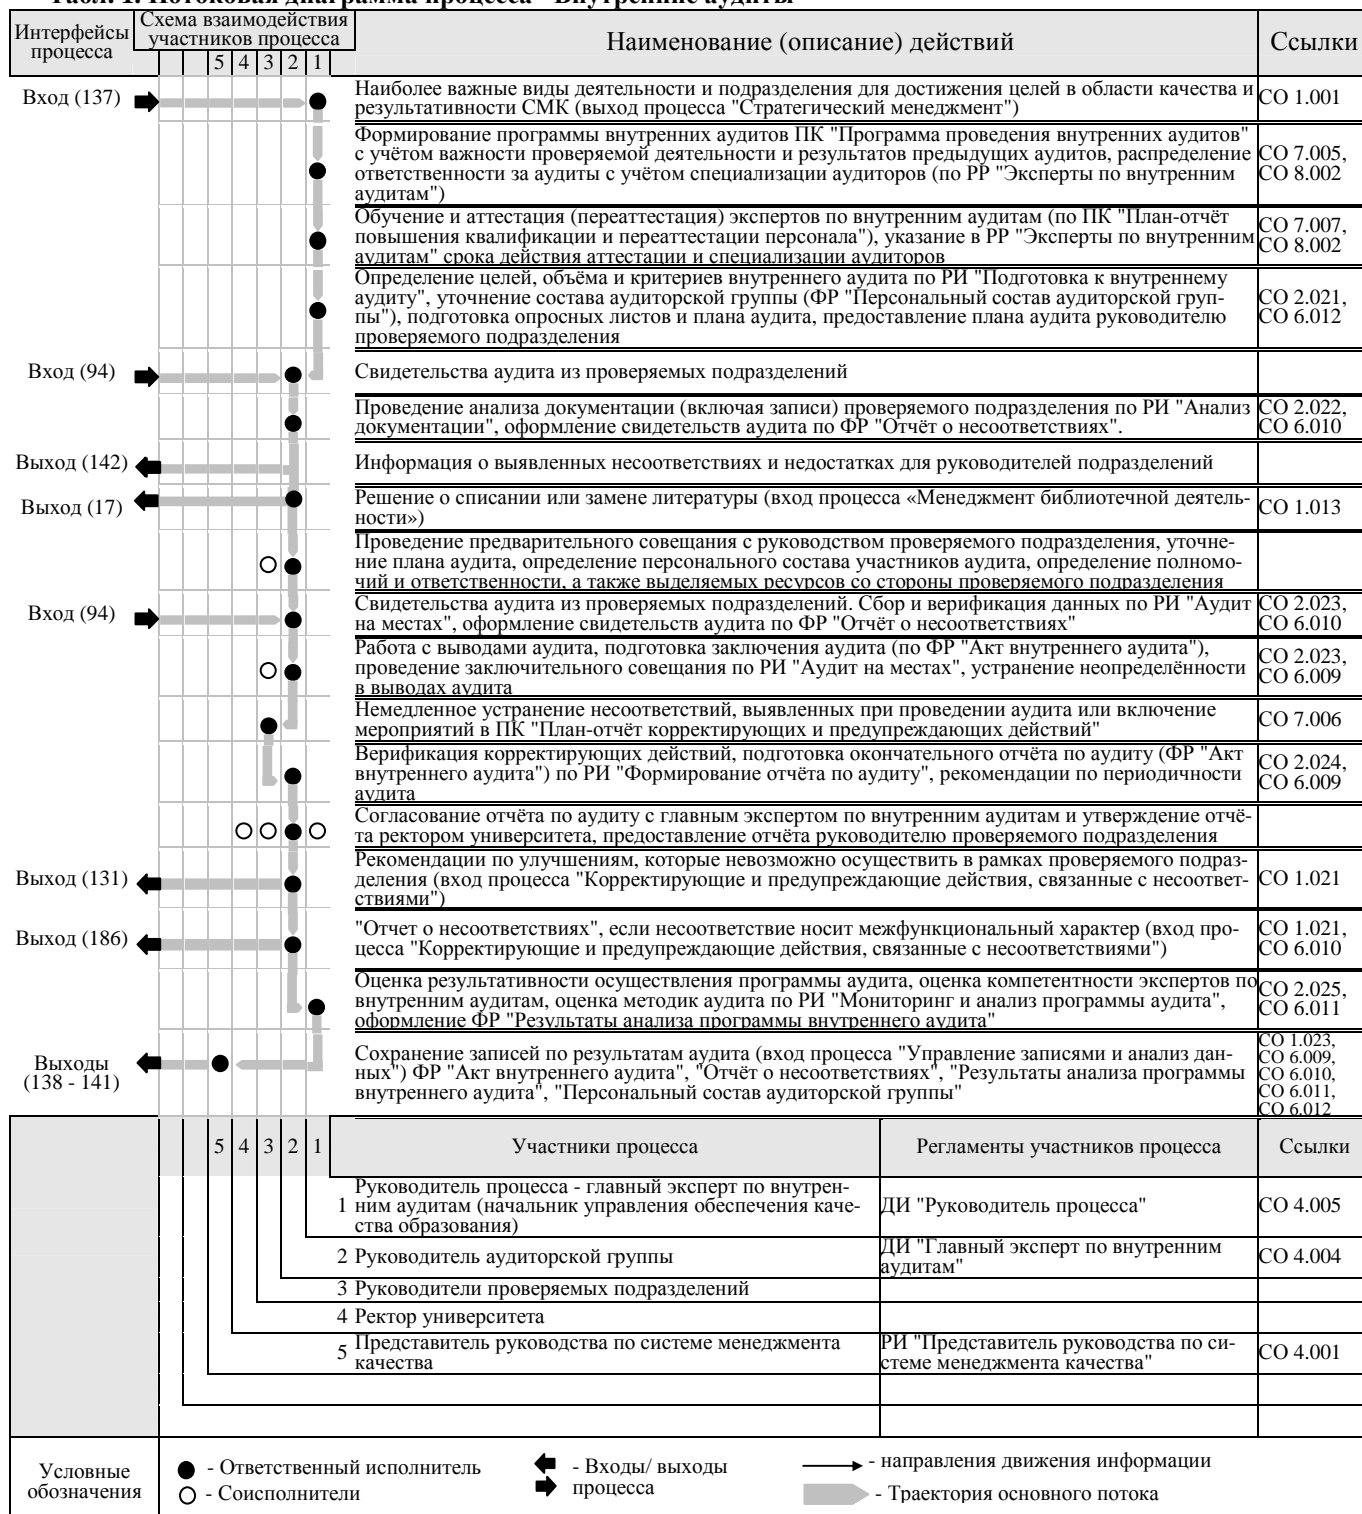 Табл. 1. Потоковая диаграмма процесса "Внутренние аудиты"
Интерфейсы
процесса
Схема взаимодействия
участников процесса
5 4 3 2 1
Наименование (описание) действий
Ссылки
Вход (137)
Наиболее важные виды деятельности и подразделения для достижения целей в области качества и
результативности СМК (выход процесса "Стратегический менеджмент")
СО 1.001
Формирование программы внутренних аудитов ПК "Программа проведения внутренних аудитов"
с учётом важности проверяемой деятельности и результатов предыдущих аудитов, распределение
ответственности за аудиты с учётом специализации аудиторов (по РР "Эксперты по внутренним
аудитам")
СО 7.005,
СО 8.002
Обучение и аттестация (переаттестация) экспертов по внутренним аудитам (по ПК "План-отчёт
повышения квалификации и переаттестации персонала"), указание в РР "Эксперты по внутренним
аудитам" срока действия аттестации и специализации аудиторов
СО 7.007,
СО 8.002
Определение целей, объёма и критериев внутреннего аудита по РИ "Подготовка к внутреннему
аудиту", уточнение состава аудиторской группы (ФР "Персональный состав аудиторской груп-
пы"), подготовка опросных листов и плана аудита, предоставление плана аудита руководителю
проверяемого подразделения
СО 2.021,
СО 6.012
Вход (94)
Свидетельства аудита из проверяемых подразделений
Проведение анализа документации (включая записи) проверяемого подразделения по РИ "Анализ
документации", оформление свидетельств аудита по ФР "Отчёт о несоответствиях".
СО 2.022,
СО 6.010
Выход (142)
Информация о выявленных несоответствиях и недостатках для руководителей подразделений
Выход (17)
Решение о списании или замене литературы (вход процесса «Менеджмент библиотечной деятель-
ности»)
СО 1.013
Проведение предварительного совещания с руководством проверяемого подразделения, уточне-
ние плана аудита, определение персонального состава участников аудита, определение полномо-
чий и ответственности, а также выделяемых ресурсов со стороны проверяемого подразделения
Вход (94)
Свидетельства аудита из проверяемых подразделений. Сбор и верификация данных по РИ "Аудит
на местах", оформление свидетельств аудита по ФР "Отчёт о несоответствиях"
СО 2.023,
СО 6.010
Работа с выводами аудита, подготовка заключения аудита (по ФР "Акт внутреннего аудита"),
проведение заключительного совещания по РИ "Аудит на местах", устранение неопределённости
в выводах аудита
СО 2.023,
СО 6.009
Немедленное устранение несоответствий, выявленных при проведении аудита или включение
мероприятий в ПК "План-отчёт корректирующих и предупреждающих действий"
СО 7.006
Верификация корректирующих действий, подготовка окончательного отчёта по аудиту (ФР "Акт
внутреннего аудита") по РИ "Формирование отчёта по аудиту", рекомендации по периодичности
аудита
СО 2.024,
СО 6.009
Согласование отчёта по аудиту с главным экспертом по внутренним аудитам и утверждение отчё-
та ректором университета, предоставление отчёта руководителю проверяемого подразделения
Выход (131)
Рекомендации по улучшениям, которые невозможно осуществить в рамках проверяемого подраз-
деления (вход процесса "Корректирующие и предупреждающие действия, связанные с несоответ-
ствиями")
СО 1.021
Выход (186)
"Отчет о несоответствиях", если несоответствие носит межфункциональный характер (вход про-
цесса "Корректирующие и предупреждающие действия, связанные с несоответствиями")
СО 1.021,
СО 6.010
Оценка результативности осуществления программы аудита, оценка компетентности экспертов по
внутренним аудитам, оценка методик аудита по РИ "Мониторинг и анализ программы аудита",
оформление ФР "Результаты анализа программы внутреннего аудита"
СО 2.025,
СО 6.011
Выходы
(138 - 141)
Сохранение записей по результатам аудита (вход процесса "Управление записями и анализ дан-
ных") ФР "Акт внутреннего аудита", "Отчёт о несоответствиях", "Результаты анализа программы
внутреннего аудита", "Персональный состав аудиторской группы"
СО 1.023,
СО 6.009,
СО 6.010,
СО 6.011,
СО 6.012
5 4 3 2 1
Участники процесса
Регламенты участников процесса
Ссылки
Руководитель процесса - главный эксперт по внутрен-
1 ним аудитам (начальник управления обеспечения каче-
ства образования)
ДИ "Руководитель процесса"
СО 4.005
2 Руководитель аудиторской группы
ДИ "Главный эксперт по внутренним
аудитам"
СО 4.004
3 Руководители проверяемых подразделений
4 Ректор университета
5 Представитель руководства по системе менеджмента
качества
РИ "Представитель руководства по си-
стеме менеджмента качества"
СО 4.001
Условные
обозначения
- Ответственный исполнитель
- Соисполнители
- Входы/ выходы
процесса
- направления движения информации
- Траектория основного потока